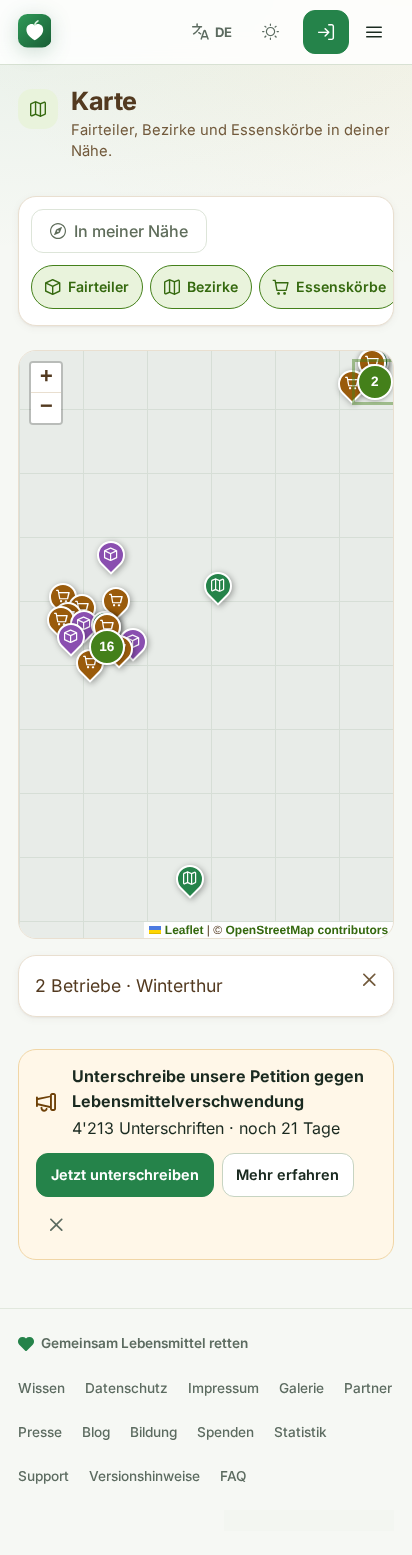 DE
Karte
Fairteiler, Bezirke und Essenskörbe in deiner
Nähe.
In meiner Nähe
Fairteiler
Bezirke
Essenskörbe
+
−
2
16
Leaflet | © OpenStreetMap contributors
2 Betriebe · Winterthur
Unterschreibe unsere Petition gegen
Lebensmittelverschwendung
4'213 Unterschriften · noch 21 Tage
Jetzt unterschreiben
Mehr erfahren
Gemeinsam Lebensmittel retten
Wissen Datenschutz Impressum Galerie Partner
Presse Blog Bildung Spenden Statistik
Support Versionshinweise FAQ